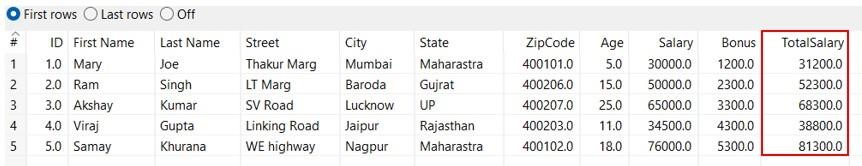 First rows Last rows Off
# ID First Name Last Name Street City State ZipCode Age Salary Bonus TotalSalary
1 1.0 Mary Joe Thakur Marg Mumbai Maharastra 400101.0 5.0 30000.0 1200.0 31200.0
2 2.0 Ram Singh LT Marg Baroda Gujrat 400206.0 15.0 50000.0 2300.0 52300.0
3 3.0 Akshay Kumar SV Road Lucknow UP 400207.0 25.0 65000.0 3300.0 68300.0
4 4.0 Viraj Gupta Linking Road Jaipur Rajasthan 400203.0 11.0 34500.0 4300.0 38800.0
5 5.0 Samay Khurana WE highway Nagpur Maharastra 400102.0 18.0 76000.0 5300.0 81300.0